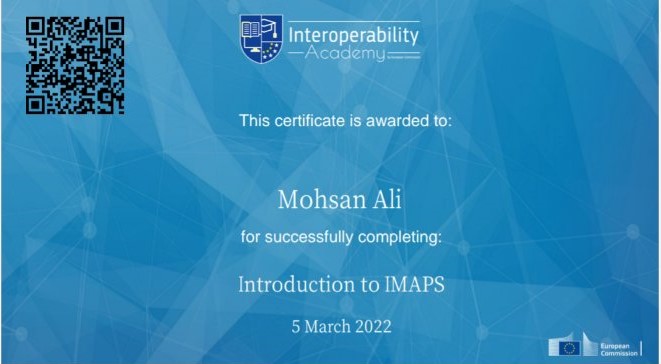 Interoperability
Academy
This certificate is awarded to:
Mohsan Ali
for successfully completing:
Introduction to IMAPS
5 March 2022
European
Commission